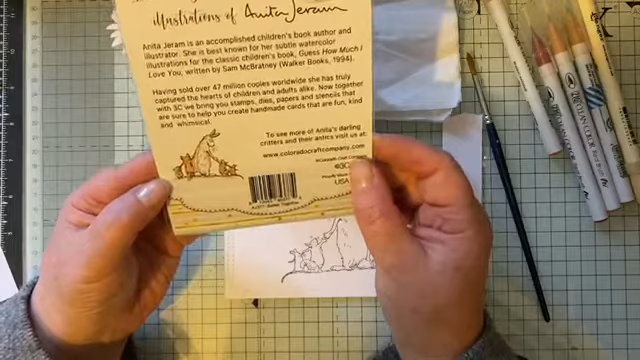 illustrations of Anita Jeram
Anita Jeram is an accomplished children's book author and
illustrator. She is best known for her subtle watercolor
illustrations for the classic children's book, Guess How Much I
Love You, written by Sam McBratney (Walker Books, 1994).
Having sold over 47 million copies worldwide she has truly
captured the hearts of children and adults alike. Now together
with 3C we bring you stamps, dies, papers and stencils that
are sure to help you create handmade cards that are fun, kind
and whimsical.
To see more of Anita's darling
critters and their antics visit us at:
www.coloradocraftcompany.com
USA